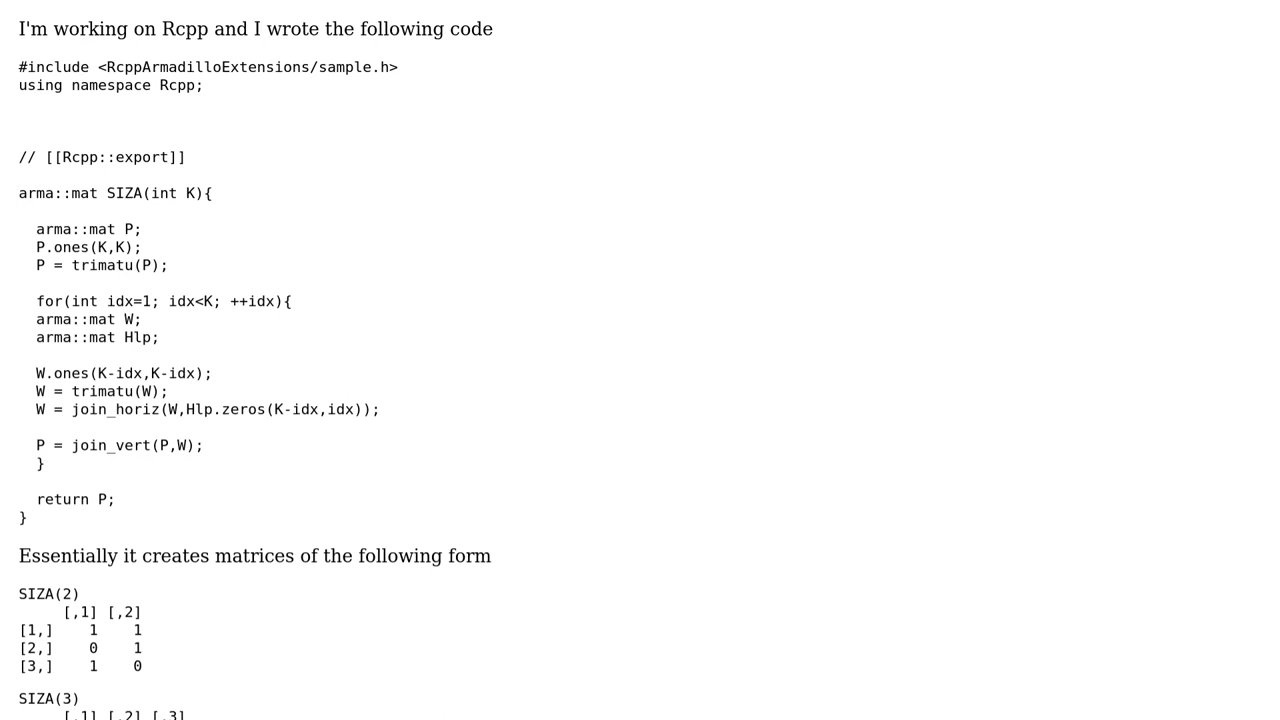 I'm working on Rcpp and I wrote the following code
#include <RcppArmadilloExtensions/sample.h>
using namespace Rcpp;
// [[Rcpp::export]]
arma::mat SIZA(int K){
  arma::mat P;
  P.ones(K,K);
  P = trimatu(P);
  for(int idx=1; idx<K; ++idx){
  arma::mat W;
  arma::mat Hlp;
  W.ones(K-idx,K-idx);
  W = trimatu(W);
  W = join_horiz(W,Hlp.zeros(K-idx,idx));
  P = join_vert(P,W);
  }
  return P;
}
Essentially it creates matrices of the following form
SIZA(2)
     [,1] [,2]
[1,]    1    1
[2,]    0    1
[3,]    1    0
SIZA(3)
     [,1] [,2] [,3]